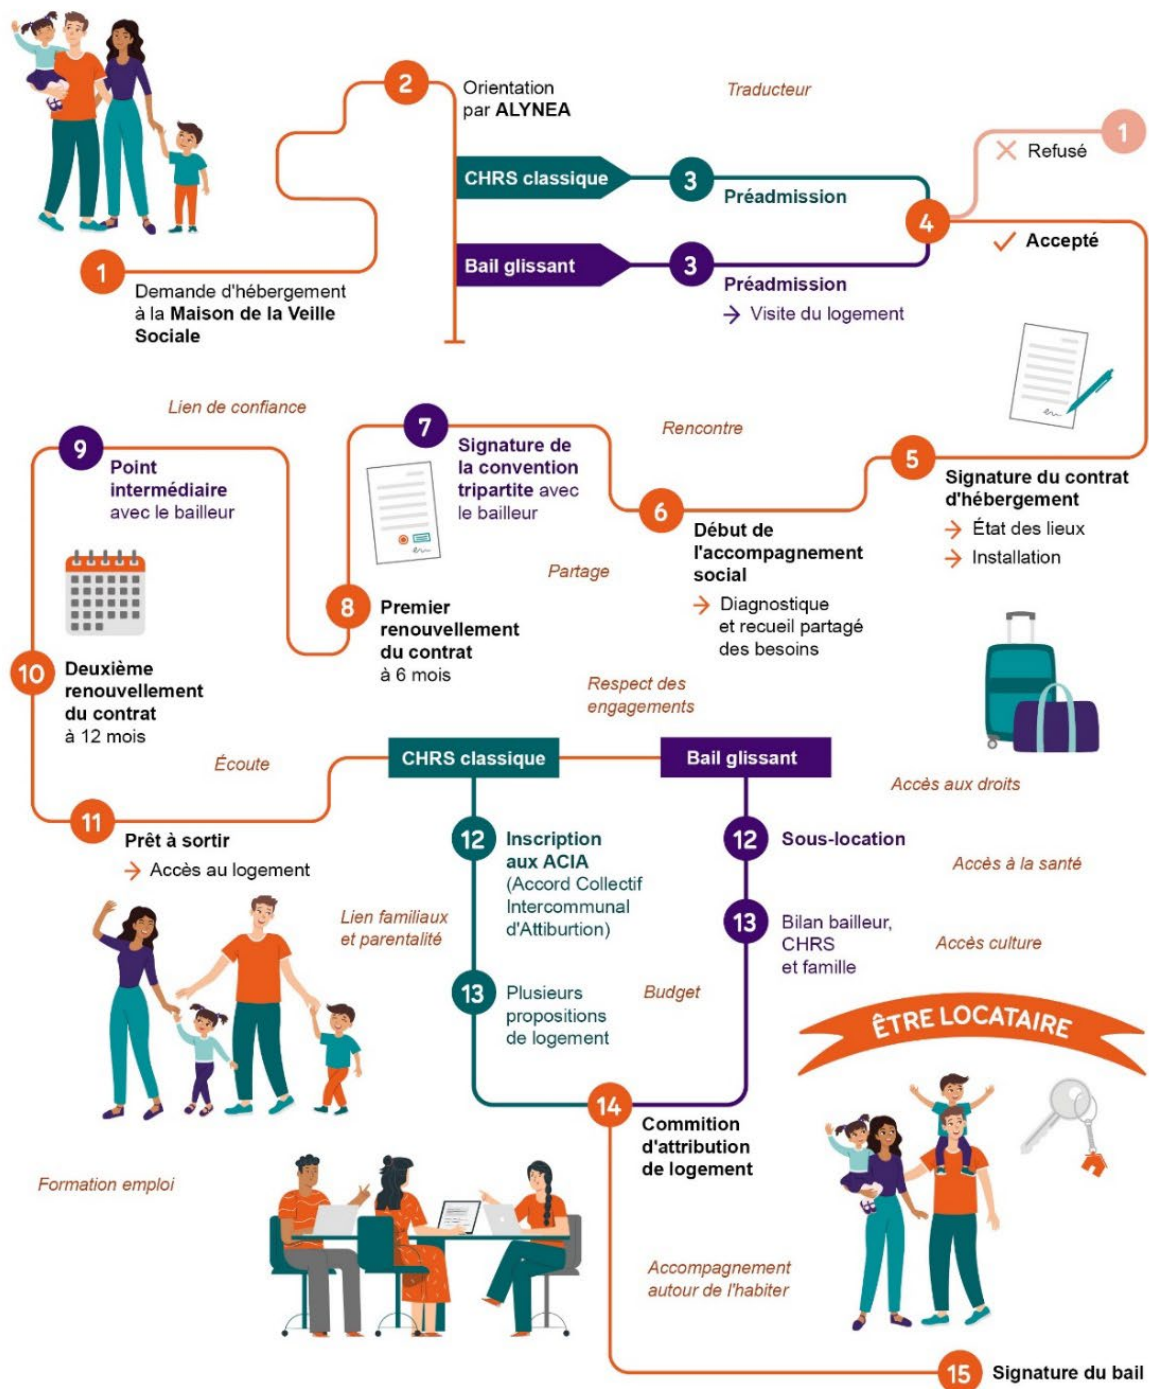 2
Orientation
par ALYNEA
Traducteur
1
Refusé
CHRS classique
3
Préadmission
4
Accepté
Bail glissant
3
Préadmission
→ Visite du logement
1
Demande d'hébergement
à la Maison de la Veille
Sociale
Lien de confiance
9
Point
intermédiaire
avec le bailleur
7
Signature de
la convention
tripartite avec
le bailleur
Rencontre
5
Signature du contrat
d'hébergement
→ État des lieux
→ Installation
6
Début de
l'accompagnement
social
→ Diagnostique
et recueil partagé
des besoins
Partage
8
Premier
renouvellement
du contrat
à 6 mois
10
Deuxième
renouvellement
du contrat
à 12 mois
Respect des
engagements
Écoute
CHRS classique
Bail glissant
Accès aux droits
11
Prêt à sortir
→ Accès au logement
12
Inscription
aux ACIA
(Accord Collectif
Intercommunal
d'Attiburtion)
12
Sous-location
Accès à la santé
Lien familiaux
et parentalité
13
Bilan bailleur,
CHRS
et famille
Accès culture
13
Plusieurs
propositions
de logement
Budget
ÊTRE LOCATAIRE
14
Commition
d'attribution
de logement
Formation emploi
Accompagnement
autour de l'habiter
15
Signature du bail